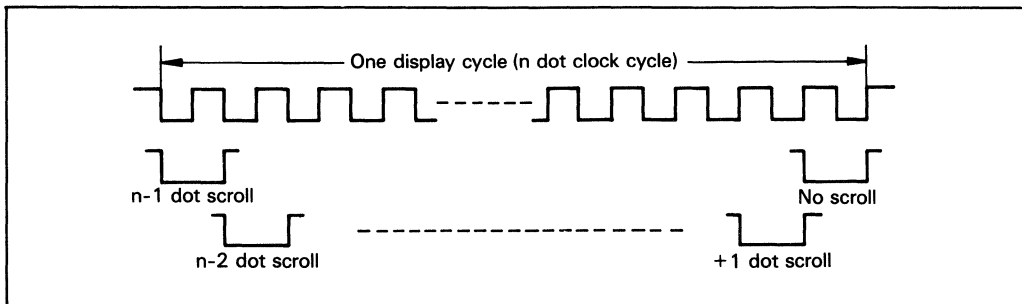 One display cycle (n dot clock cycle)
n-1 dot scroll
No scroll
n-2 dot scroll
+1 dot scroll